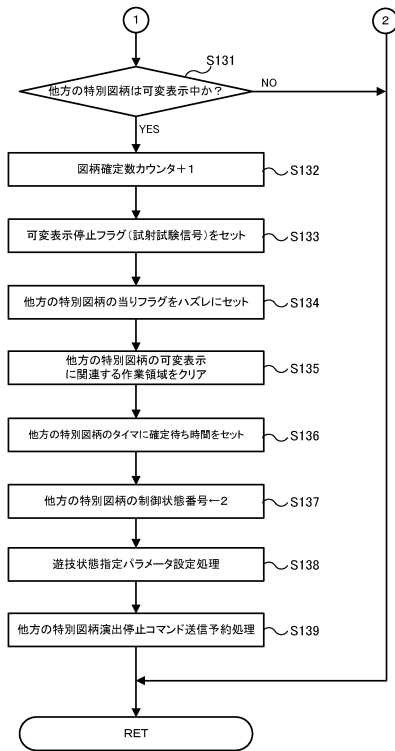 1
2
S131
他方の特別図柄は可変表示中か？
NO
YES
図柄確定数カウンタ＋1
S132
可変表示停止フラグ（試射試験信号）をセット
S133
他方の特別図柄の当りフラグをハズレにセット
S134
他方の特別図柄の可変表示
に関連する作業領域をクリア
S135
他方の特別図柄のタイマに確定待ち時間をセット
S136
他方の特別図柄の制御状態番号←2
S137
遊技状態指定パラメータ設定処理
S138
他方の特別図柄演出停止コマンド送信予約処理
S139
RET